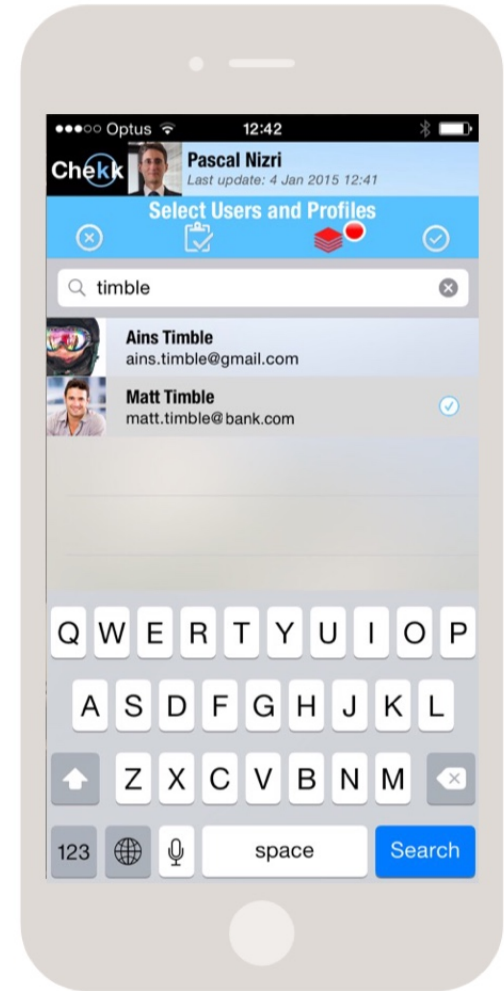 Optus 12:42
Chekk
Pascal Nizri
Last update: 4 Jan 2015 12:41
Select Users and Profiles
timble
Ains Timble
ains.timble@gmail.com
Matt Timble
matt.timble@bank.com
Q W E R T Y U I O P
A S D F G H J K L
Z X C V B N M
123 space Search